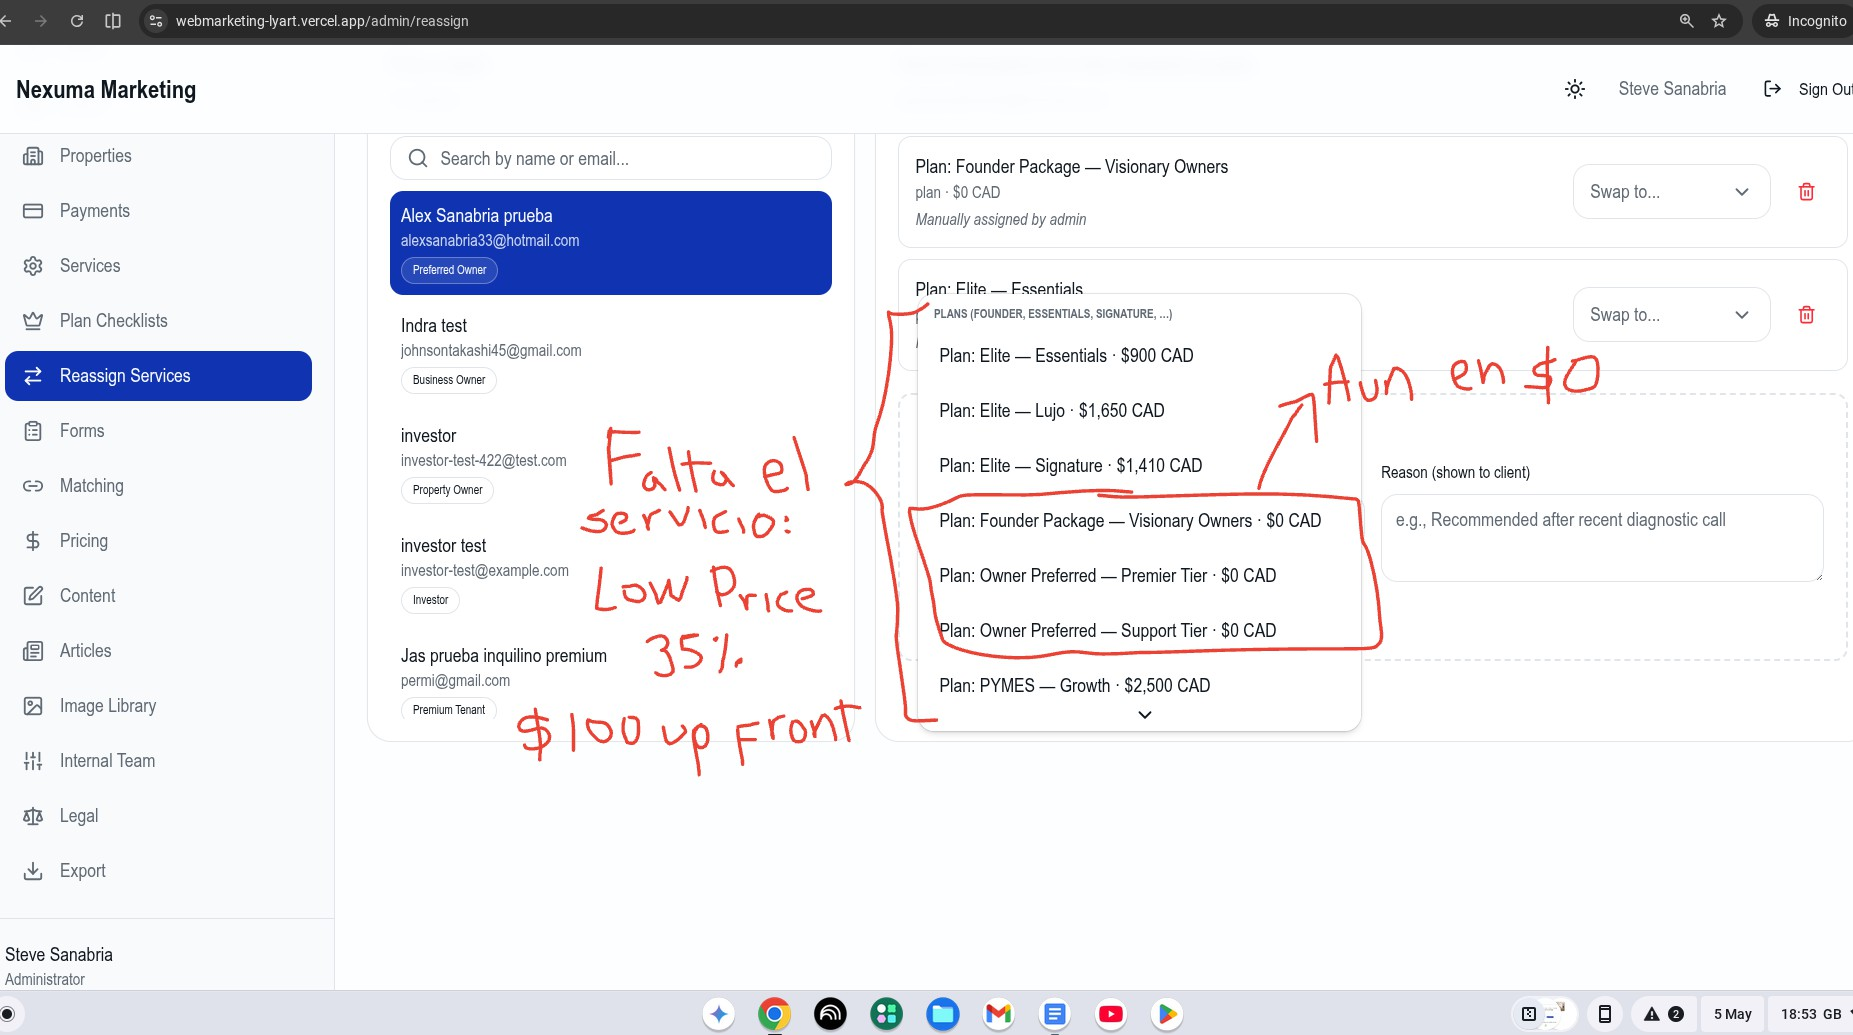 webmarketing-lyart.vercel.app/admin/reassign
Incognito
Nexuma Marketing
Steve Sanabria
Sign Out
Properties
Payments
Services
Plan Checklists
Reassign Services
Forms
Matching
Pricing
Content
Articles
Image Library
Internal Team
Legal
Export
Steve Sanabria
Administrator
Search by name or email...
Alex Sanabria prueba
alexsanabria33@hotmail.com
Preferred Owner
Indra test
johnsontakashi45@gmail.com
Business Owner
investor
investor-test-422@test.com
Property Owner
investor test
investor-test@example.com
Investor
Jas prueba inquilino premium
permi@gmail.com
Premium Tenant
Falta el
servicio:
Low Price
35%
$100 up Front
Plan: Founder Package — Visionary Owners
plan · $0 CAD
Manually assigned by admin
Swap to...
Plan: Elite — Essentials
Swap to...
PLANS (FOUNDER, ESSENTIALS, SIGNATURE, ...)
Plan: Elite — Essentials · $900 CAD
Plan: Elite — Lujo · $1,650 CAD
Plan: Elite — Signature · $1,410 CAD
Plan: Founder Package — Visionary Owners · $0 CAD
Plan: Owner Preferred — Premier Tier · $0 CAD
Plan: Owner Preferred — Support Tier · $0 CAD
Plan: PYMES — Growth · $2,500 CAD
Aun en $0
Reason (shown to client)
e.g., Recommended after recent diagnostic call
2
5 May
18:53 GB